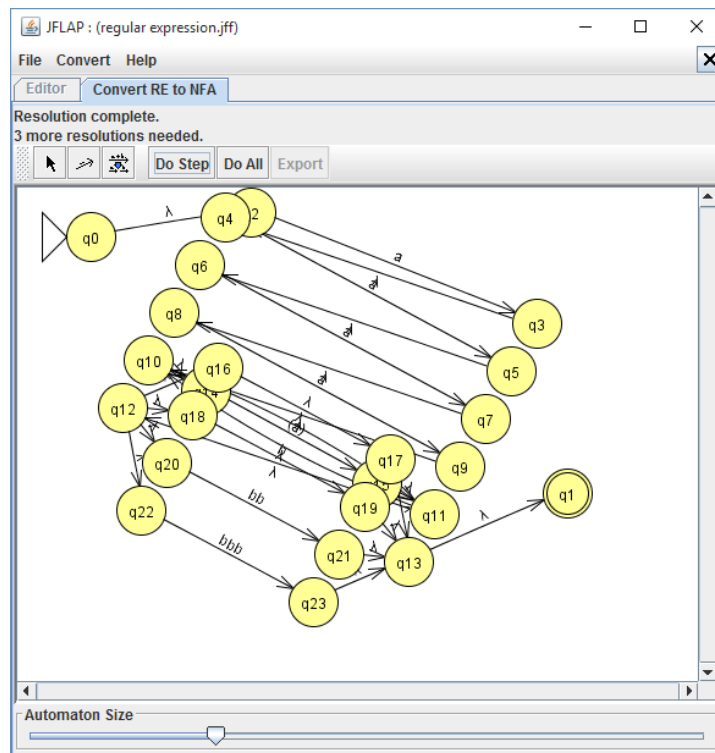 JFLAP : (regular expression.jff)
File Convert Help
Editor Convert RE to NFA
Resolution complete.
3 more resolutions needed.
Do Step Do All Export
q0
λ
q4
2
q6
a
q8
q3
q10
q16
q5
q12
q18
λ
q7
q20
q17
q9
q22
bb
q19
q11
q1
bbb
q21
q13
λ
q23
Automaton Size